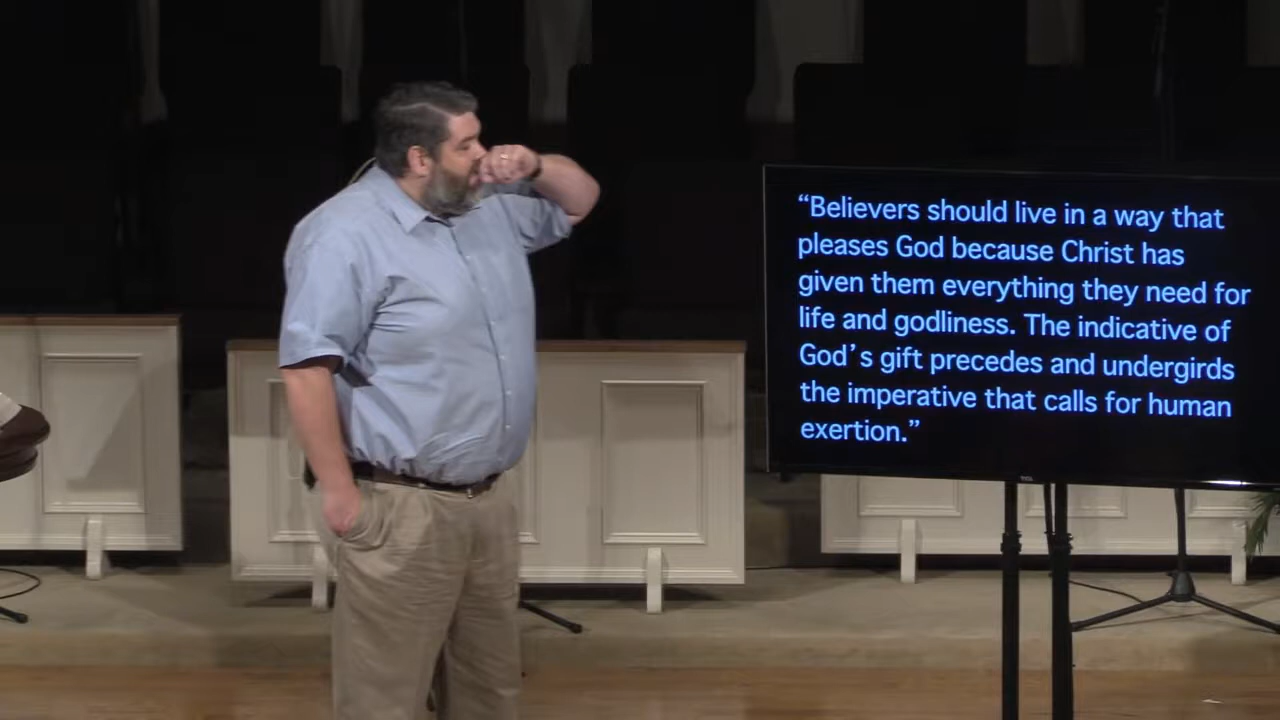 “Believers should live in a way that
pleases God because Christ has
given them everything they need for
life and godliness. The indicative of
God’s gift precedes and undergirds
the imperative that calls for human
exertion.”
TCL